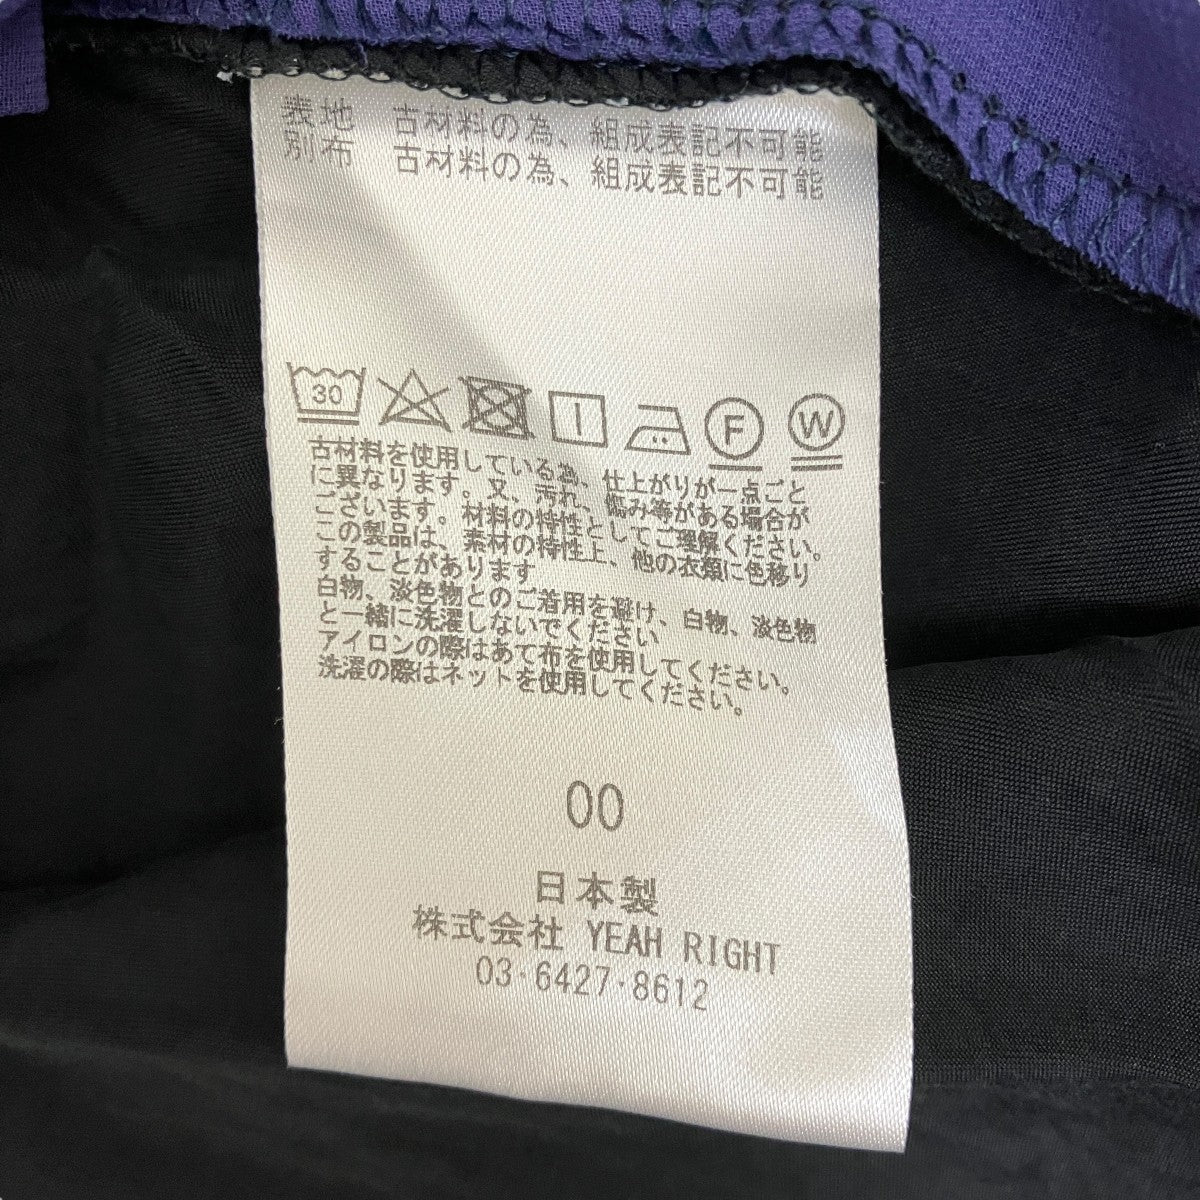 表地 古材料の為、組成表記不可能
別布 古材料の為、組成表記不可能
30 I F W
古材料を使用している為、仕上がりが一点ごと
に異なります。又、汚れ、傷み等がある場合が
ございます。材料の特性としてご理解ください。
この製品は、素材の特性上、他の衣類に色移り
することがあります
白物、淡色物とのご着用を避け、白物、淡色物
と一緒に洗濯しないでください
アイロンの際はあて布を使用してください。
洗濯の際はネットを使用してください。
00
日本製
株式会社 YEAH RIGHT
03・6427・8612